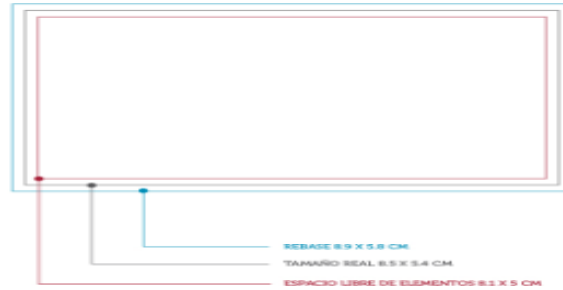 REBASE 8.9 X 5.8 CM.
TAMAÑO REAL 8.5 X 5.4 CM.
ESPACIO LIBRE DE ELEMENTOS 8.1 X 5 CM